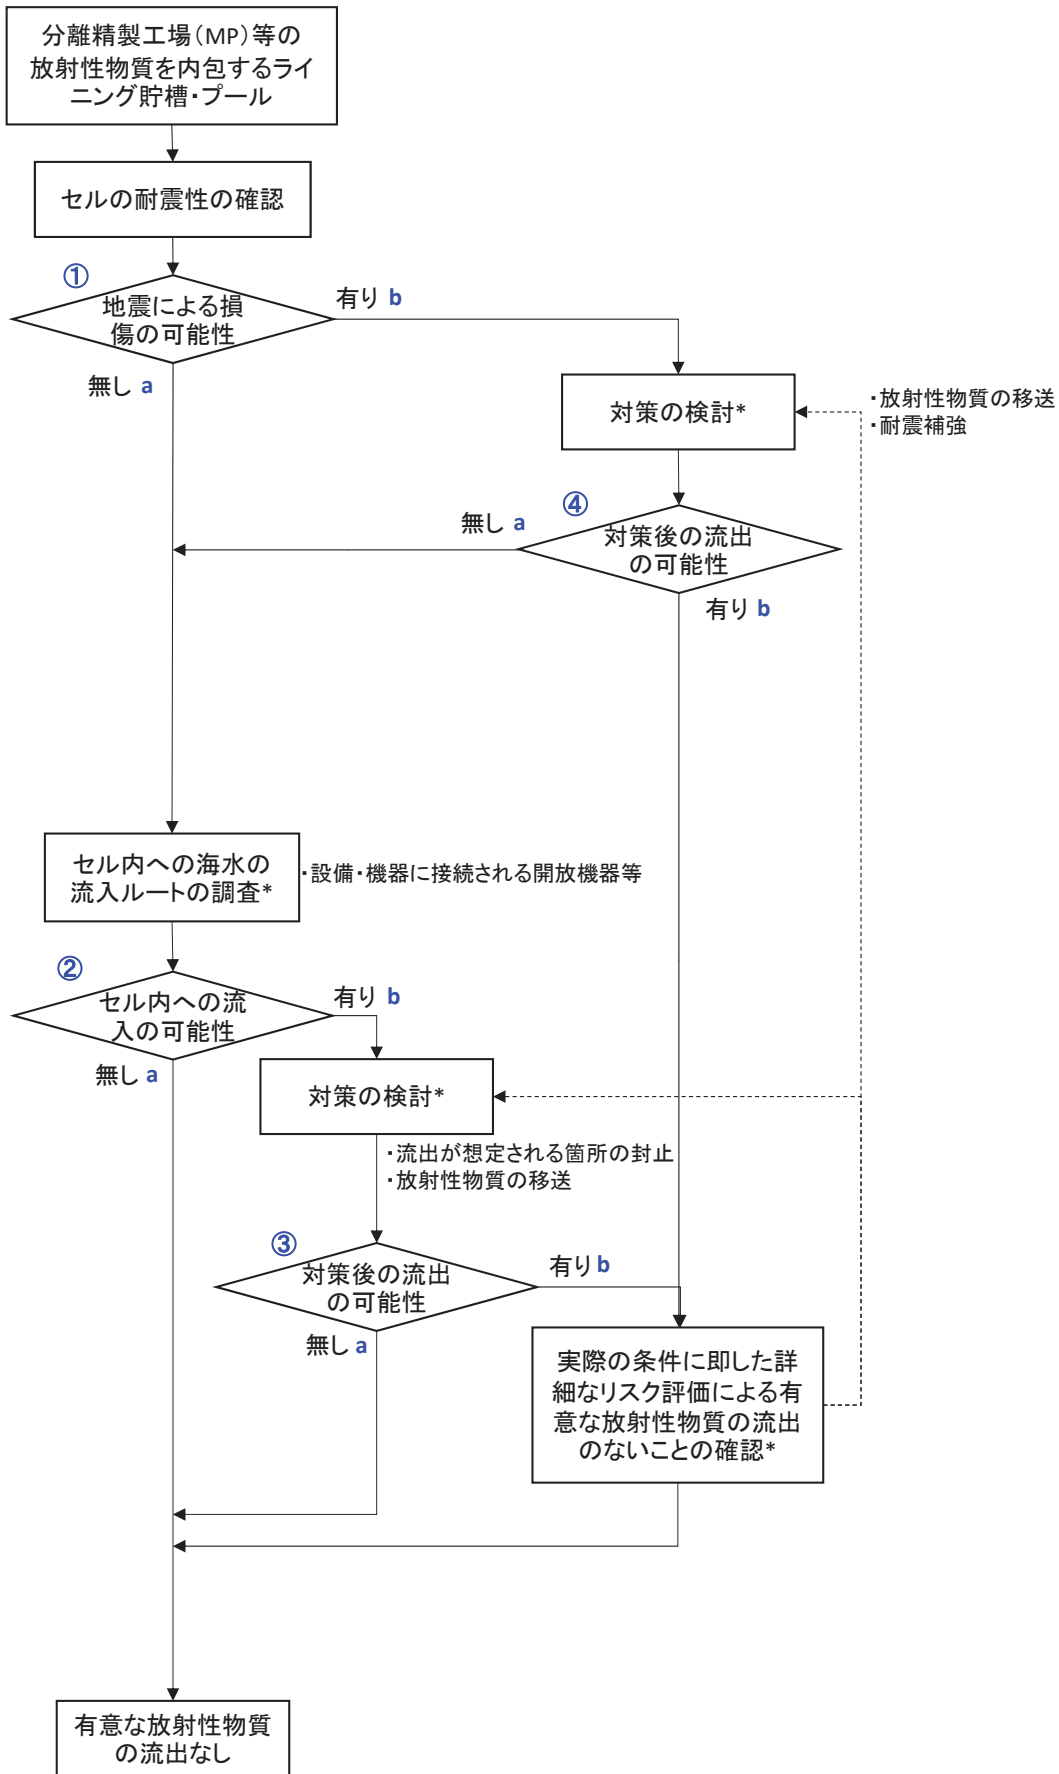 分離精製工場(MP)等の
放射性物質を内包するライ
ニング貯槽・プール
セルの耐震性の確認
①
地震による損
傷の可能性
有り b
無し a
対策の検討*
・放射性物質の移送
・耐震補強
④
対策後の流出
の可能性
無し a
有り b
セル内への海水の
流入ルートの調査*
・設備・機器に接続される開放機器等
②
セル内への流
入の可能性
有り b
無し a
対策の検討*
・流出が想定される箇所の封止
・放射性物質の移送
③
対策後の流出
の可能性
有り b
無し a
実際の条件に即した詳
細なリスク評価による有
意な放射性物質の流出
のないことの確認*
有意な放射性物質
の流出なし